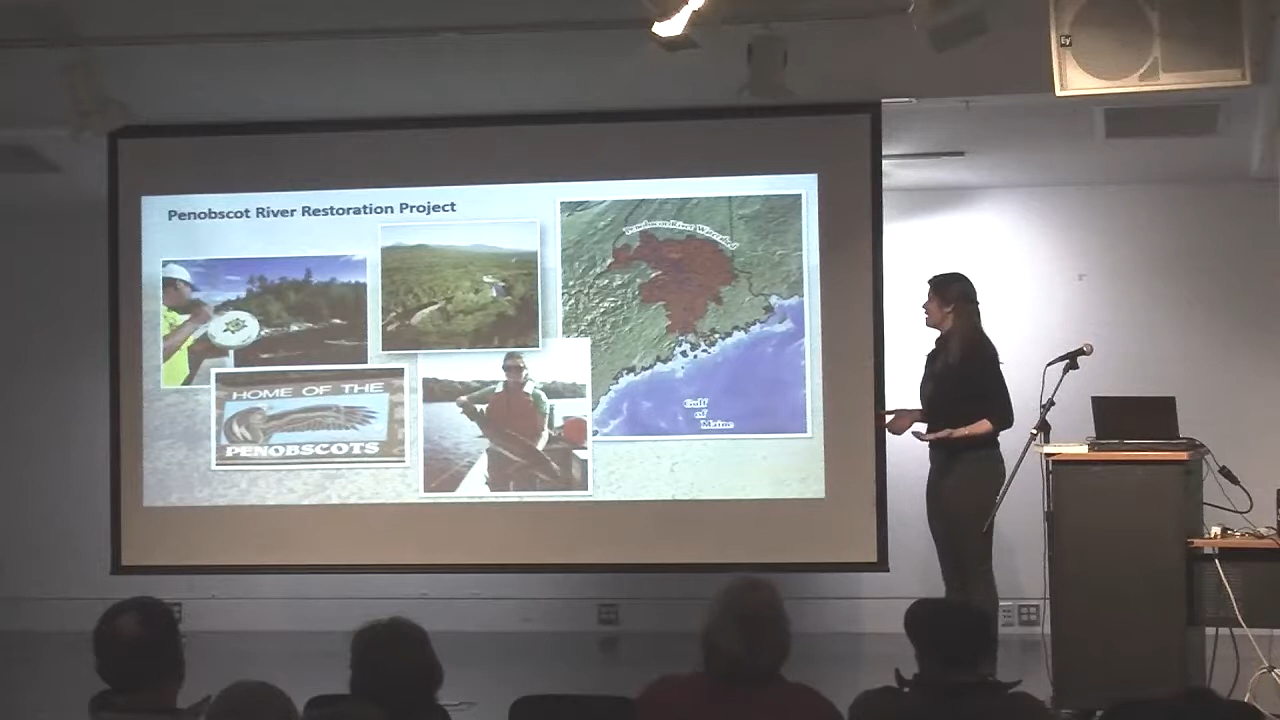 Penobscot River Restoration Project
Penobscot River Watershed
HOME OF THE
PENOBSCOTS
Gulf
of
Maine